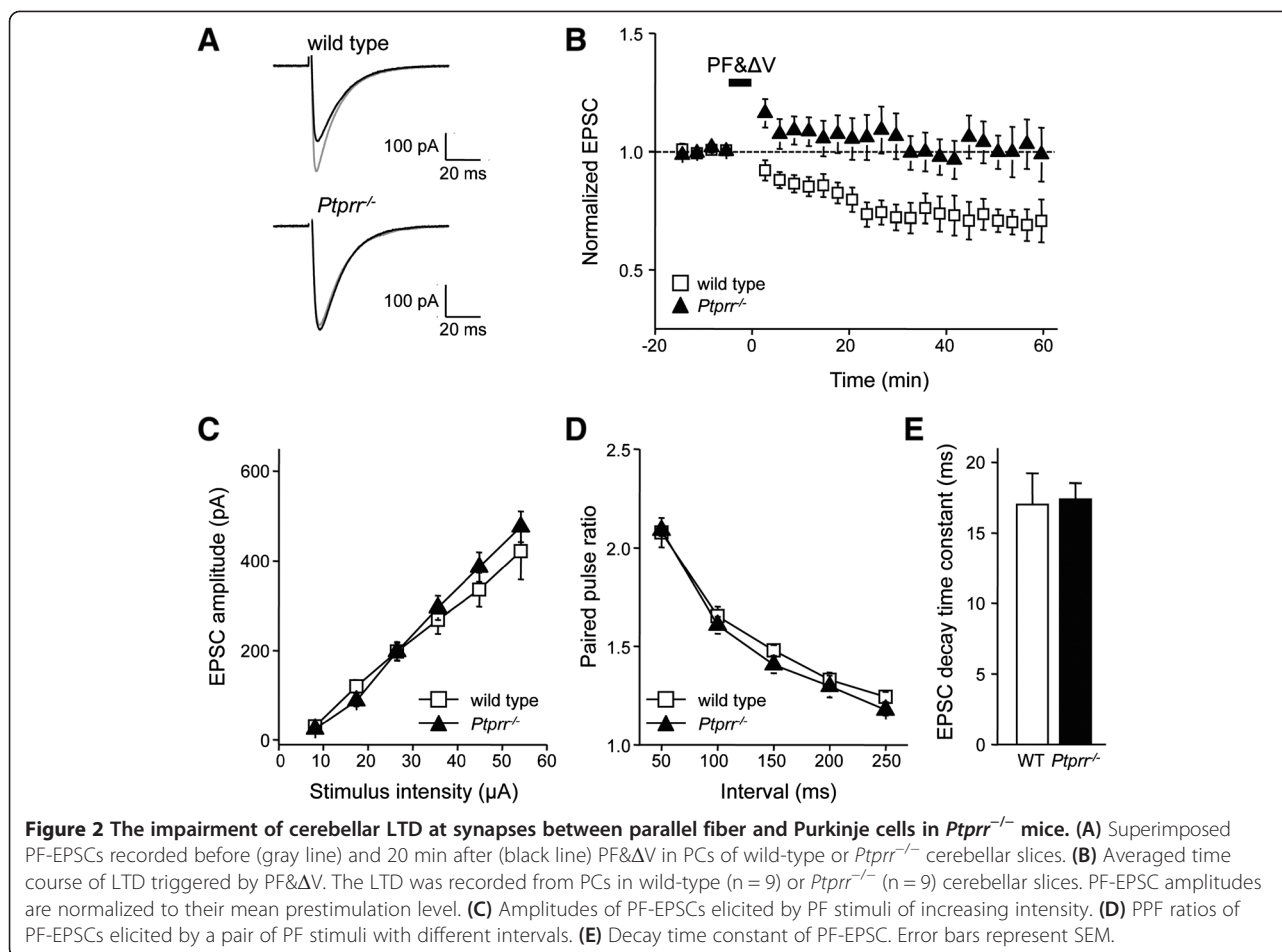 A
wild type
100 pA
20 ms
Ptprr-/-
100 pA
20 ms
B
1.5
PF&ΔV
1.0
0.5
Normalized EPSC
wild type
Ptprr-/-
-20 0 20 40 60
Time (min)
C
600
400
200
0
EPSC amplitude (pA)
wild type
Ptprr-/-
0 10 20 30 40 50 60
Stimulus intensity (µA)
D
2.5
2.0
1.5
1.0
Paired pulse ratio
wild type
Ptprr-/-
50 100 150 200 250
Interval (ms)
E
20
15
10
5
0
EPSC decay time constant (ms)
WT Ptprr-/-
Figure 2 The impairment of cerebellar LTD at synapses between parallel fiber and Purkinje cells in Ptprr−/− mice. (A) Superimposed
PF-EPSCs recorded before (gray line) and 20 min after (black line) PF&ΔV in PCs of wild-type or Ptprr−/− cerebellar slices. (B) Averaged time
course of LTD triggered by PF&ΔV. The LTD was recorded from PCs in wild-type (n = 9) or Ptprr−/− (n = 9) cerebellar slices. PF-EPSC amplitudes
are normalized to their mean prestimulation level. (C) Amplitudes of PF-EPSCs elicited by PF stimuli of increasing intensity. (D) PPF ratios of
PF-EPSCs elicited by a pair of PF stimuli with different intervals. (E) Decay time constant of PF-EPSC. Error bars represent SEM.